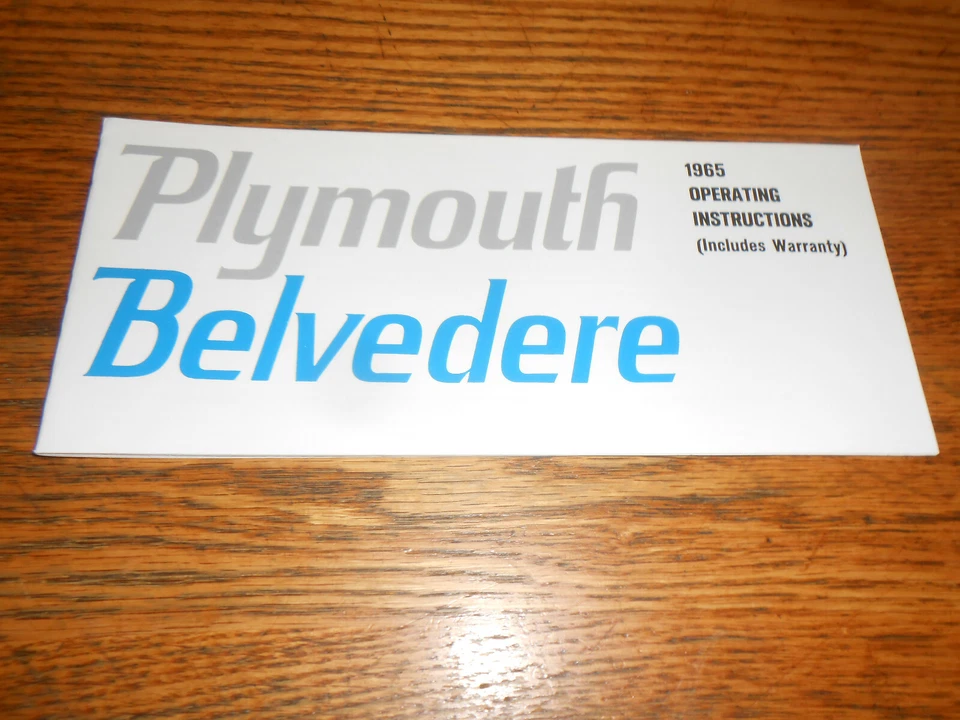 Plymouth
Belvedere
1965
OPERATING
INSTRUCTIONS
(Includes Warranty)